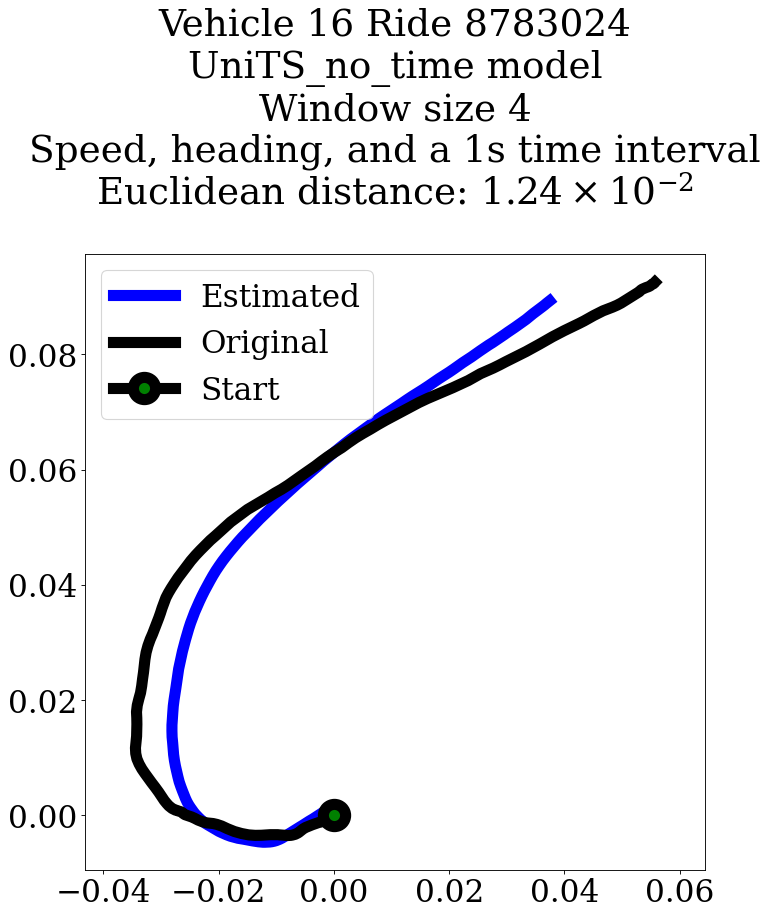 Vehicle 16 Ride 8783024
UniTS_no_time model
Window size 4
Speed, heading, and a 1s time interval
Euclidean distance: 1.24 × 10⁻²
Estimated
Original
Start
0.08
0.06
0.04
0.02
0.00
−0.04 −0.02 0.00 0.02 0.04 0.06